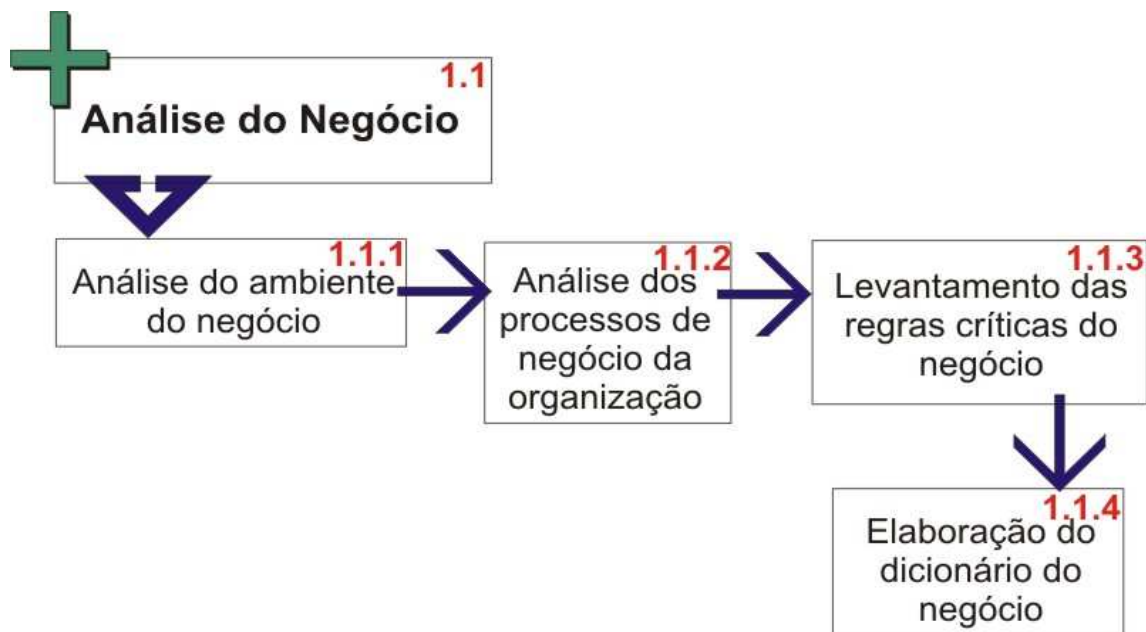 1.1
Análise do Negócio
1.1.1
Análise do ambiente
do negócio
1.1.2
Análise dos
processos de
negócio da
organização
1.1.3
Levantamento das
regras críticas do
negócio
1.1.4
Elaboração do
dicionário do
negócio